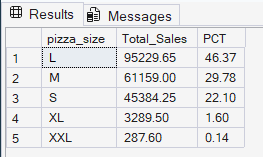 Results Messages
pizza_size Total_Sales PCT
1 L 95229.65 46.37
2 M 61159.00 29.78
3 S 45384.25 22.10
4 XL 3289.50 1.60
5 XXL 287.60 0.14